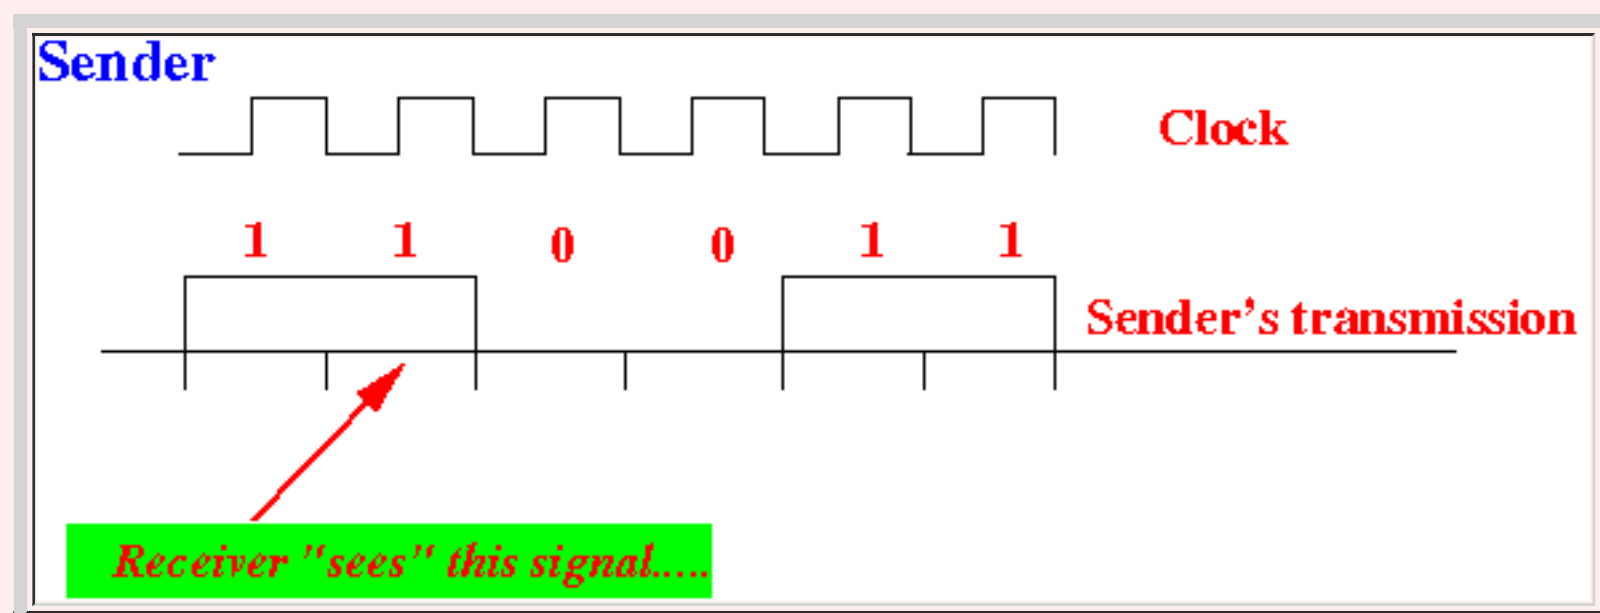 Sender
Clock
1 1 0 0 1 1
Sender's transmission
Receiver "sees" this signal.....